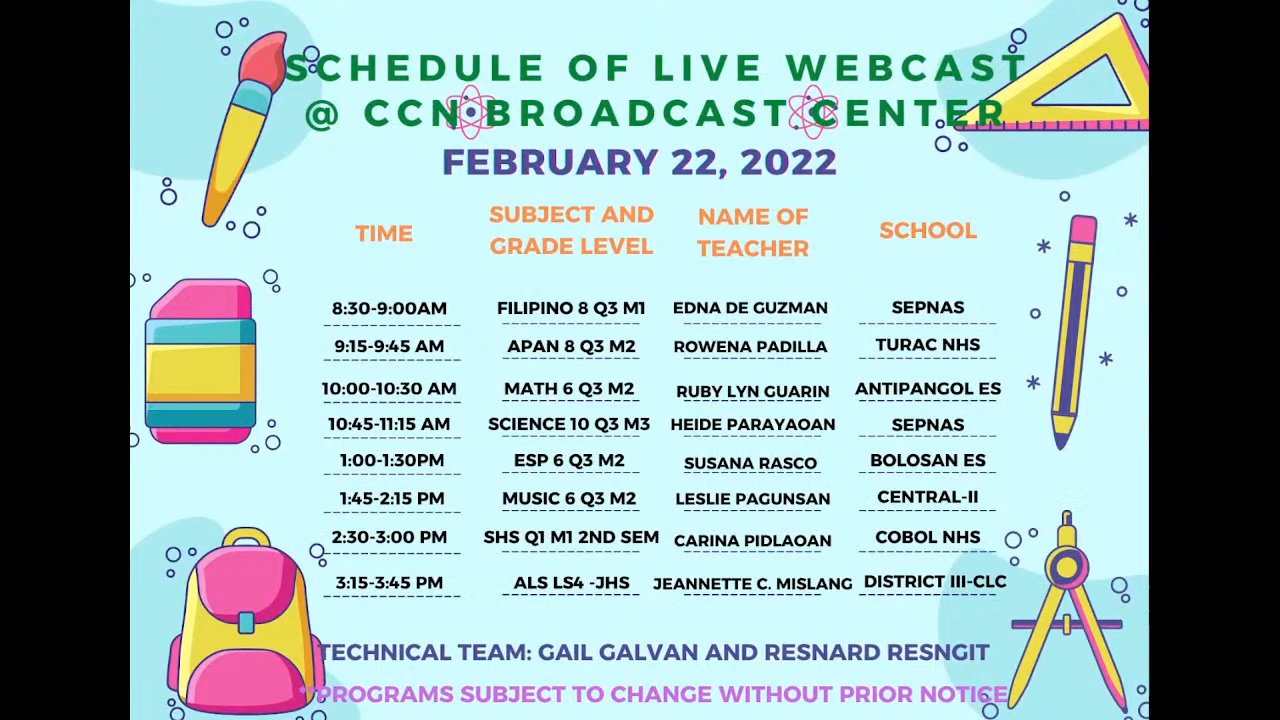 SCHEDULE OF LIVE WEBCAST
@ CCN BROADCAST CENTER
FEBRUARY 22, 2022
TIME SUBJECT AND GRADE LEVEL NAME OF TEACHER SCHOOL
8:30-9:00AM FILIPINO 8 Q3 M1 EDNA DE GUZMAN SEPNAS
9:15-9:45 AM APAN 8 Q3 M2 ROWENA PADILLA TURAC NHS
10:00-10:30 AM MATH 6 Q3 M2 RUBY LYN GUARIN ANTIPANGOL ES
10:45-11:15 AM SCIENCE 10 Q3 M3 HEIDE PARAYAOAN SEPNAS
1:00-1:30PM ESP 6 Q3 M2 SUSANA RASCO BOLOSAN ES
1:45-2:15 PM MUSIC 6 Q3 M2 LESLIE PAGUNSAN CENTRAL-II
2:30-3:00 PM SHS Q1 M1 2ND SEM CARINA PIDLAOAN COBOL NHS
3:15-3:45 PM ALS LS4 -JHS JEANNETTE C. MISLANG DISTRICT III-CLC
TECHNICAL TEAM: GAIL GALVAN AND RESNARD RESNGIT
**PROGRAMS SUBJECT TO CHANGE WITHOUT PRIOR NOTICE